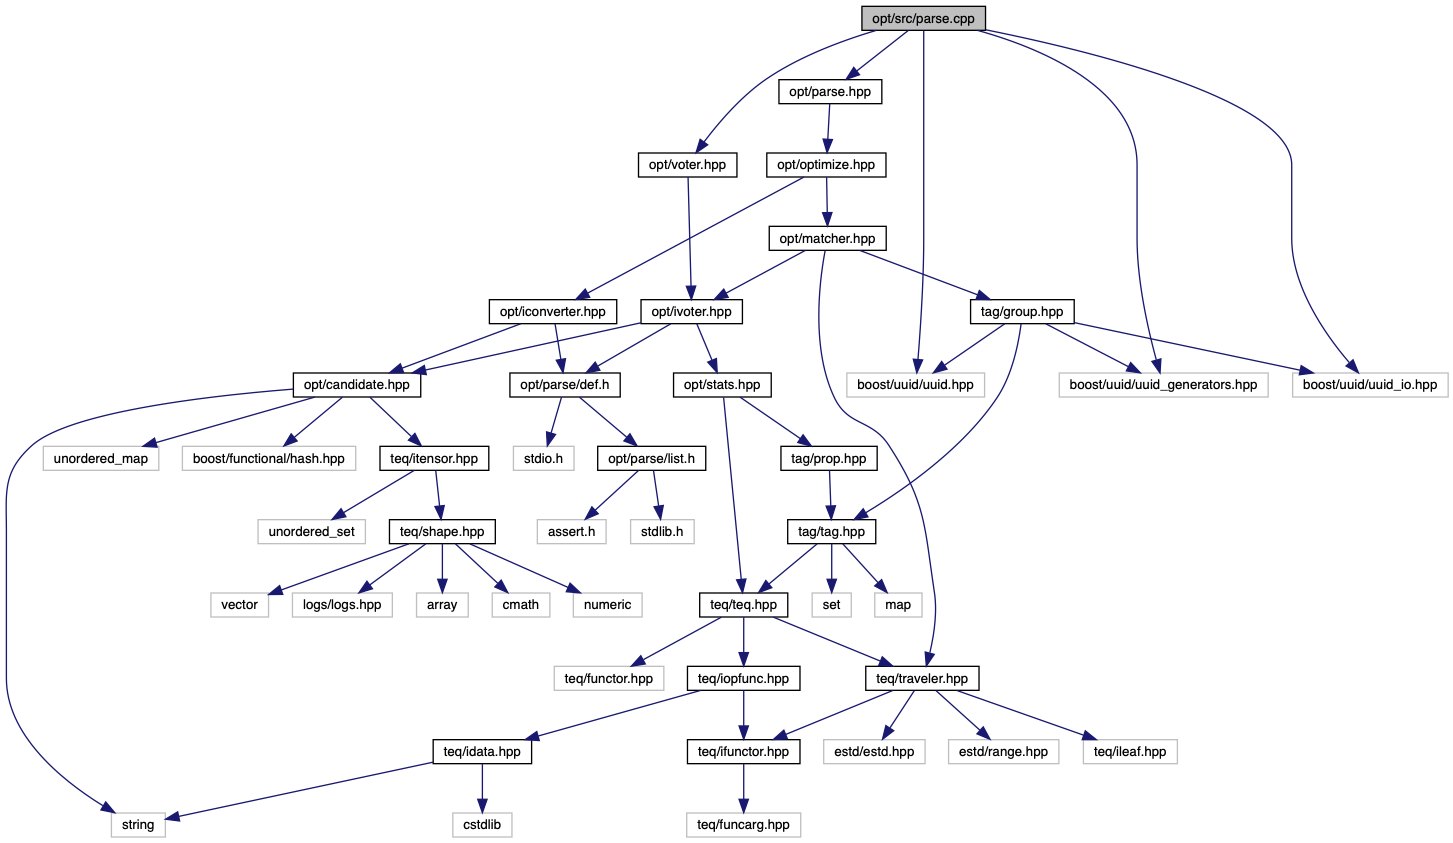 opt/src/parse.cpp
opt/parse.hpp
opt/voter.hpp
opt/optimize.hpp
opt/matcher.hpp
opt/iconverter.hpp
opt/ivoter.hpp
tag/group.hpp
opt/candidate.hpp
opt/parse/def.h
opt/stats.hpp
boost/uuid/uuid.hpp
boost/uuid/uuid_generators.hpp
boost/uuid/uuid_io.hpp
unordered_map
boost/functional/hash.hpp
teq/itensor.hpp
stdio.h
opt/parse/list.h
tag/prop.hpp
unordered_set
teq/shape.hpp
assert.h
stdlib.h
tag/tag.hpp
vector
logs/logs.hpp
array
cmath
numeric
teq/teq.hpp
set
map
teq/functor.hpp
teq/iopfunc.hpp
teq/traveler.hpp
teq/idata.hpp
teq/ifunctor.hpp
estd/estd.hpp
estd/range.hpp
teq/ileaf.hpp
string
cstdlib
teq/funcarg.hpp